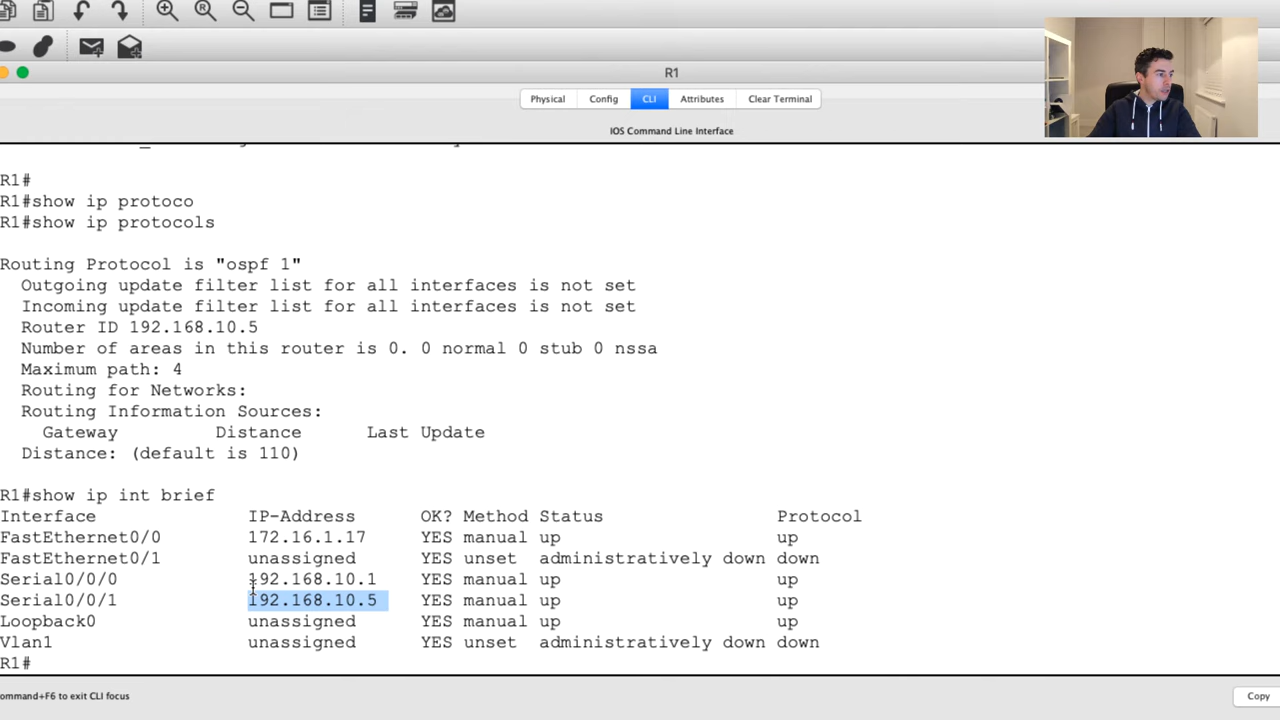 R1
Physical Config CLI Attributes Clear Terminal
IOS Command Line Interface
R1#
R1#show ip protoco
R1#show ip protocols
Routing Protocol is "ospf 1"
Outgoing update filter list for all interfaces is not set
Incoming update filter list for all interfaces is not set
Router ID 192.168.10.5
Number of areas in this router is 0. 0 normal 0 stub 0 nssa
Maximum path: 4
Routing for Networks:
Routing Information Sources:
Gateway Distance Last Update
Distance: (default is 110)
R1#show ip int brief
Interface IP-Address OK? Method Status Protocol
FastEthernet0/0 172.16.1.17 YES manual up up
FastEthernet0/1 unassigned YES unset administratively down down
Serial0/0/0 192.168.10.1 YES manual up up
Serial0/0/1 192.168.10.5 YES manual up up
Loopback0 unassigned YES manual up up
Vlan1 unassigned YES unset administratively down down
R1#
ommand+F6 to exit CLI focus
Copy